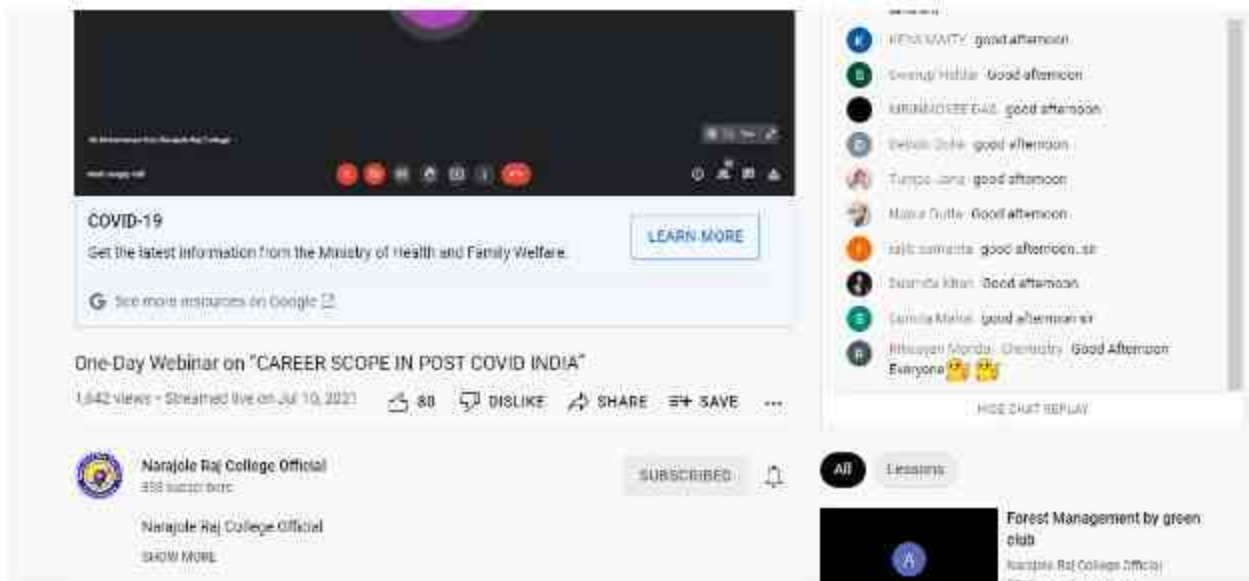 COVID-19
Get the latest information from the Ministry of Health and Family Welfare.
LEARN MORE
G See more resources on Google
One-Day Webinar on "CAREER SCOPE IN POST COVID INDIA"
1,642 views • Streamed live on Jul 10, 2021
88 DISLIKE SHARE SAVE ...
Narajole Raj College Official
subscribers
SUBSCRIBED
Narajole Raj College Official
SHOW MORE
K good afternoon
S Good afternoon
good afternoon
D good afternoon
good afternoon
Good afternoon
good afternoon..sir
Good afternoon
S good afternoon sir
R Chemistry Good Afternoon
Everyone
HIDE CHAT REPLAY
All Lessons
A
Forest Management by green
club
Narajole Raj College Official